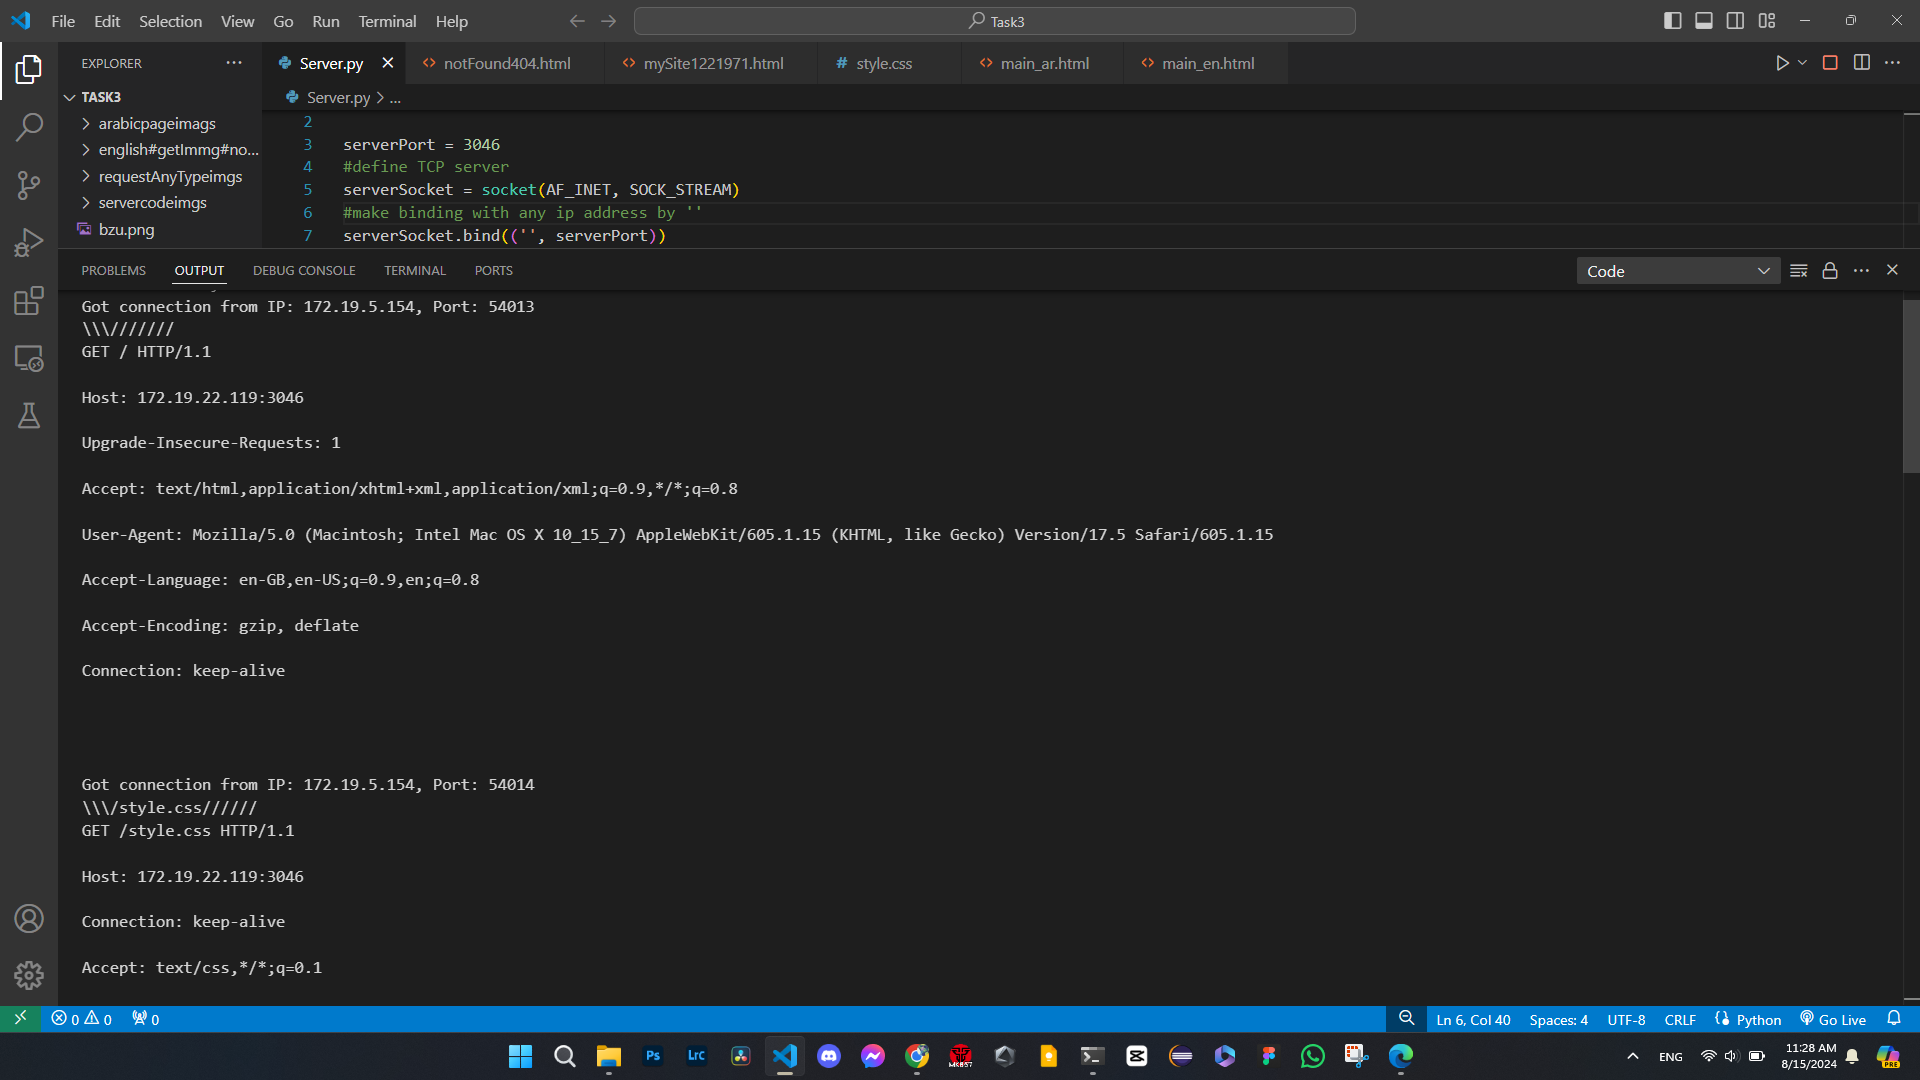 File Edit Selection View Go Run Terminal Help
Task3
EXPLORER
Server.py
notFound404.html
mySite1221971.html
# style.css
main_ar.html
main_en.html
TASK3
arabicpageimags
english#getImmg#no...
requestAnyTypeimgs
servercodeimgs
bzu.png
Server.py > ...
2
3 serverPort = 3046
4 #define TCP server
5 serverSocket = socket(AF_INET, SOCK_STREAM)
6 #make binding with any ip address by ''
7 serverSocket.bind(('', serverPort))
PROBLEMS OUTPUT DEBUG CONSOLE TERMINAL PORTS
Code
Got connection from IP: 172.19.5.154, Port: 54013
\\\///////
GET / HTTP/1.1
Host: 172.19.22.119:3046
Upgrade-Insecure-Requests: 1
Accept: text/html,application/xhtml+xml,application/xml;q=0.9,*/*;q=0.8
User-Agent: Mozilla/5.0 (Macintosh; Intel Mac OS X 10_15_7) AppleWebKit/605.1.15 (KHTML, like Gecko) Version/17.5 Safari/605.1.15
Accept-Language: en-GB,en-US;q=0.9,en;q=0.8
Accept-Encoding: gzip, deflate
Connection: keep-alive
Got connection from IP: 172.19.5.154, Port: 54014
\\\/style.css//////
GET /style.css HTTP/1.1
Host: 172.19.22.119:3046
Connection: keep-alive
Accept: text/css,*/*;q=0.1
0 0 0
Ln 6, Col 40 Spaces: 4 UTF-8 CRLF Python Go Live
Ps
Lrc
ENG
11:28 AM
8/15/2024
PRE